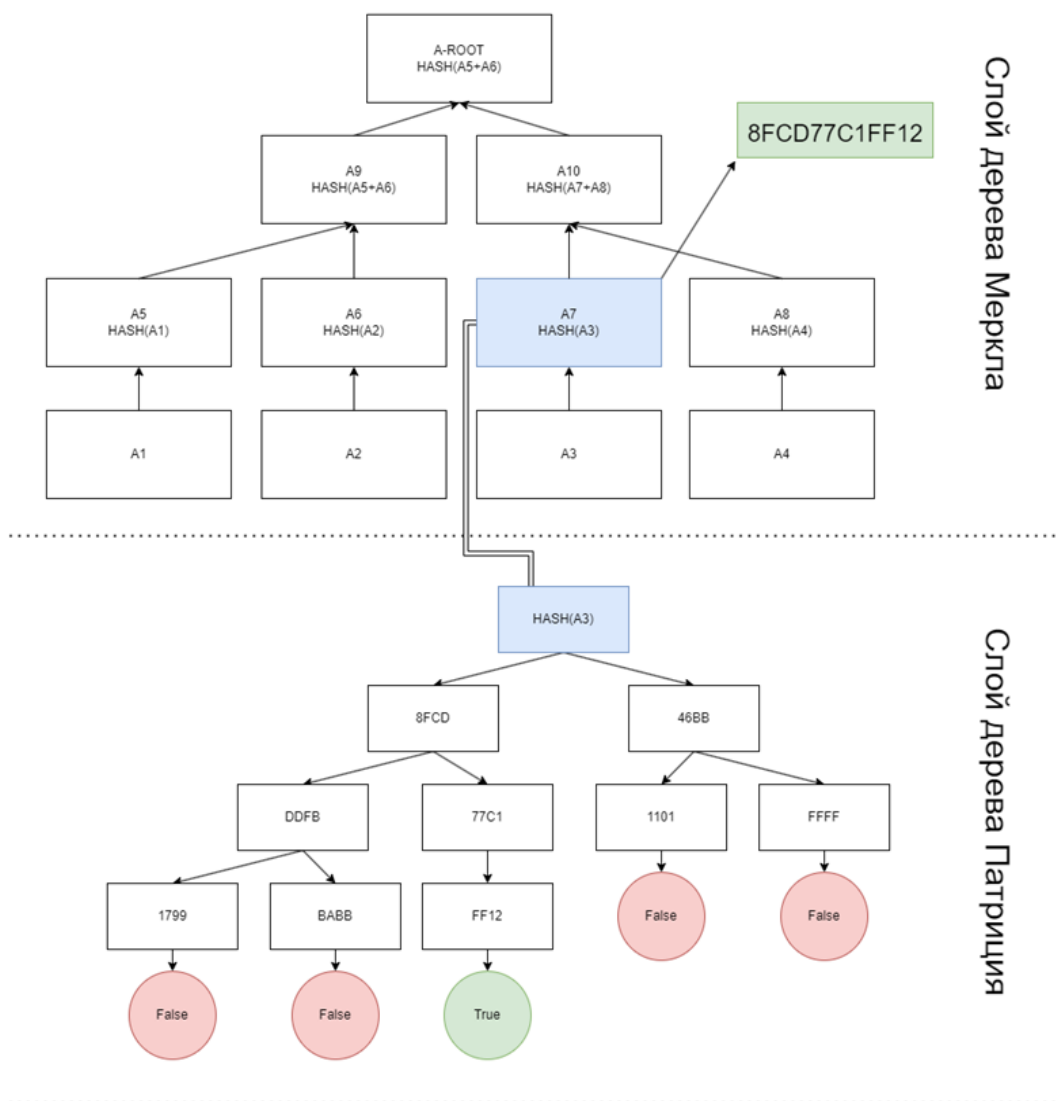 A-ROOT
HASH(A5+A6)
8FCD77C1FF12
A9
HASH(A5+A6)
A10
HASH(A7+A8)
A5
HASH(A1)
A6
HASH(A2)
A7
HASH(A3)
A8
HASH(A4)
A1
A2
A3
A4
Слой дерева Меркла
HASH(A3)
8FCD
46BB
DDFB
77C1
1101
FFFF
1799
BABB
FF12
False
False
False
False
True
Слой дерева Патриция